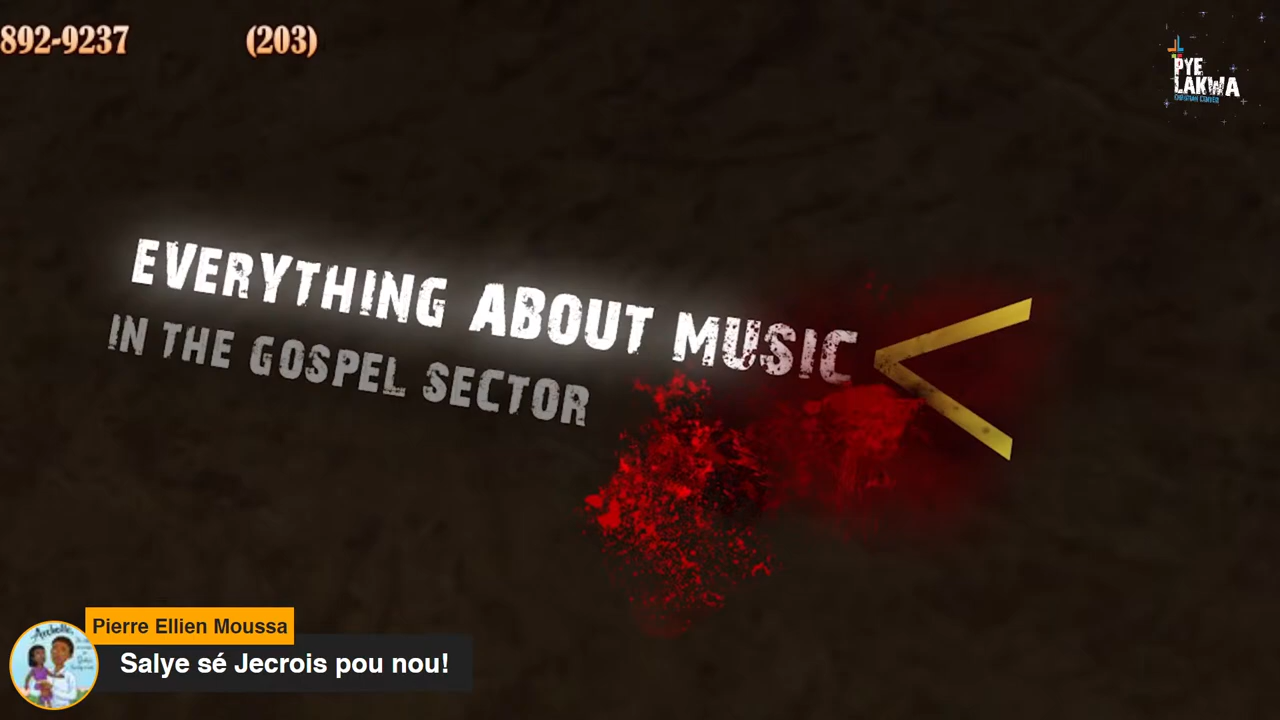 892-9237 (203)
PYE
LAKWA
EVERYTHING ABOUT MUSIC
IN THE GOSPEL SECTOR
Pierre Ellien Moussa
Salye sé Jecrois pou nou!